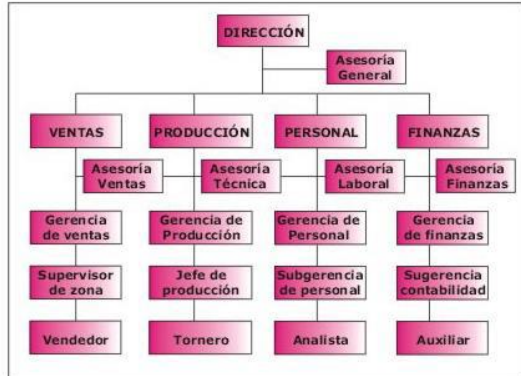 DIRECCIÓN
Asesoría
General
VENTAS
PRODUCCIÓN
PERSONAL
FINANZAS
Asesoría
Ventas
Asesoría
Técnica
Asesoría
Laboral
Asesoría
Finanzas
Gerencia
de ventas
Gerencia de
Producción
Gerencia de
Personal
Gerencia
de finanzas
Supervisor
de zona
Jefe de
producción
Subgerencia
de personal
Sugerencia
contabilidad
Vendedor
Tornero
Analista
Auxiliar